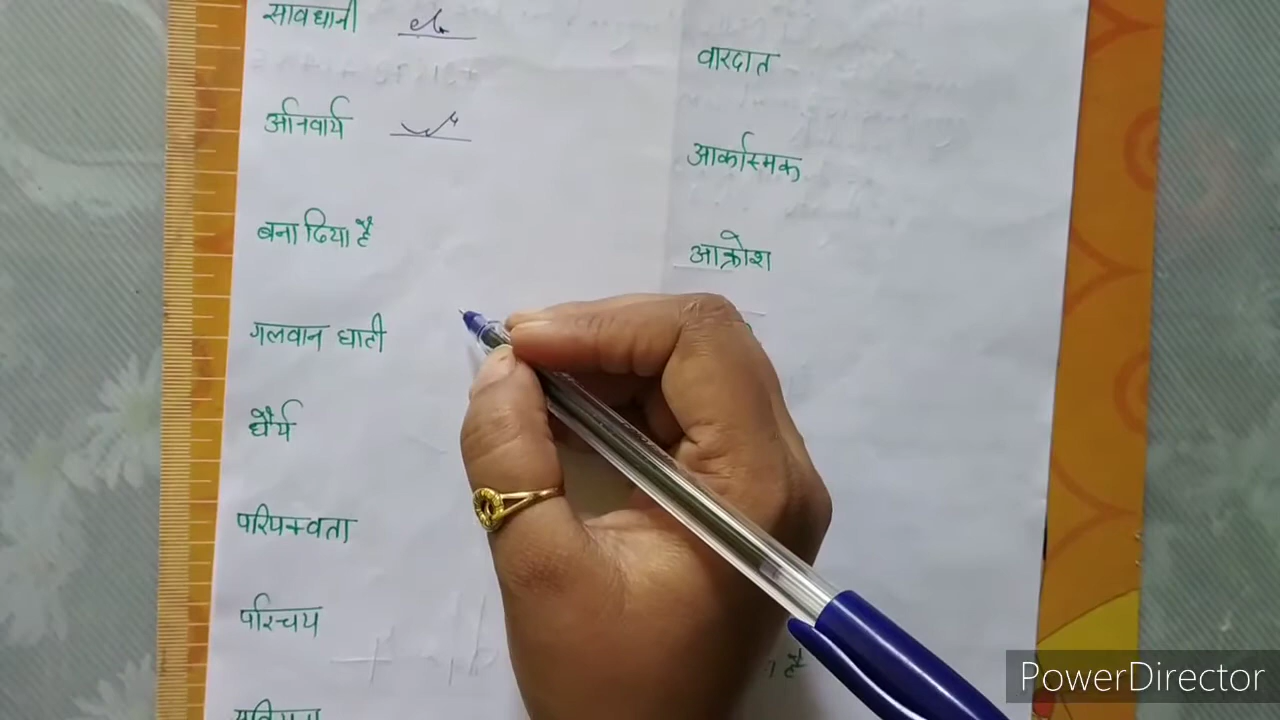 सावधानी
अनिवार्य
बना दिया है
गलवान घाटी
धैर्य
परिपक्वता
परिचय
वारदात
आकस्मिक
आक्रोश
है
PowerDirector